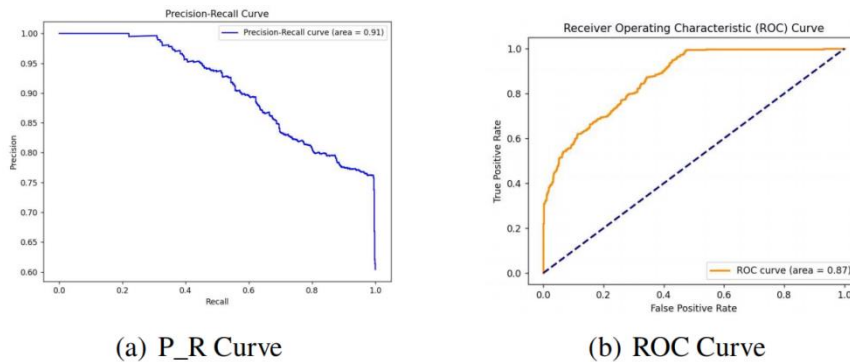 Precision-Recall Curve
Precision-Recall curve (area = 0.91)
1.00
0.95
0.90
0.85
0.80
0.75
0.70
0.65
0.60
Precision
0.0 0.2 0.4 0.6 0.8 1.0
Recall
(a) P_R Curve
Receiver Operating Characteristic (ROC) Curve
1.0
0.8
0.6
0.4
0.2
0.0
True Positive Rate
ROC curve (area = 0.87)
0.0 0.2 0.4 0.6 0.8 1.0
False Positive Rate
(b) ROC Curve